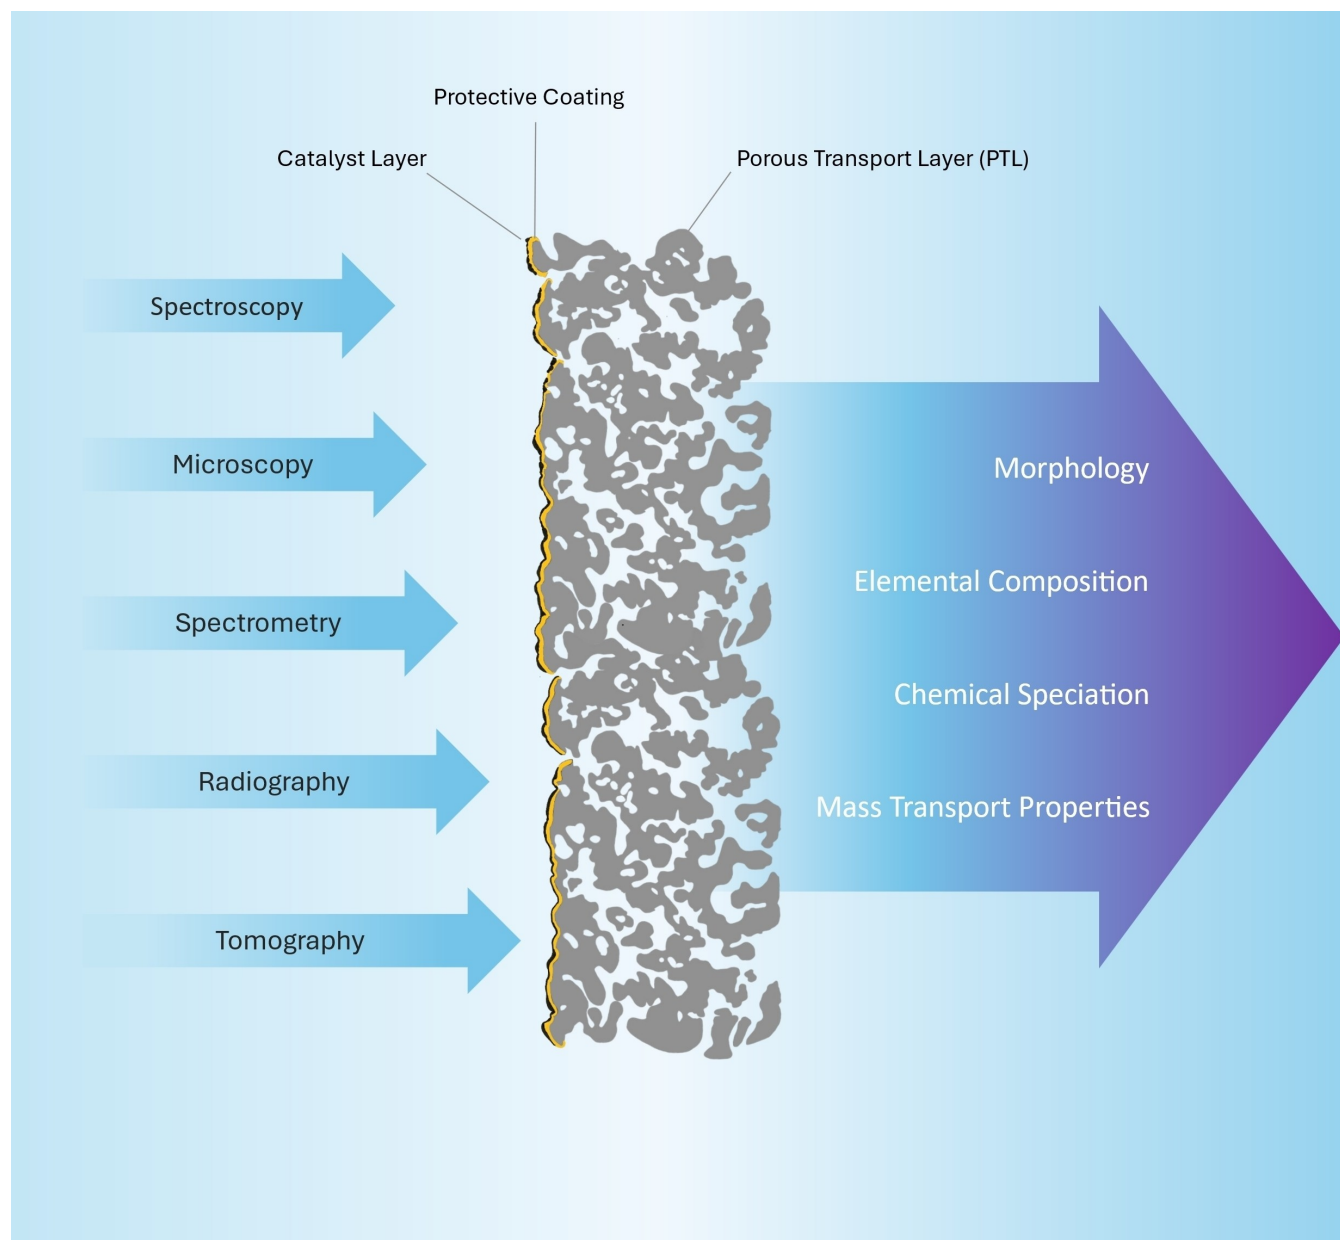 Protective Coating
Catalyst Layer
Porous Transport Layer (PTL)
Spectroscopy
Microscopy
Spectrometry
Radiography
Tomography
Morphology
Elemental Composition
Chemical Speciation
Mass Transport Properties